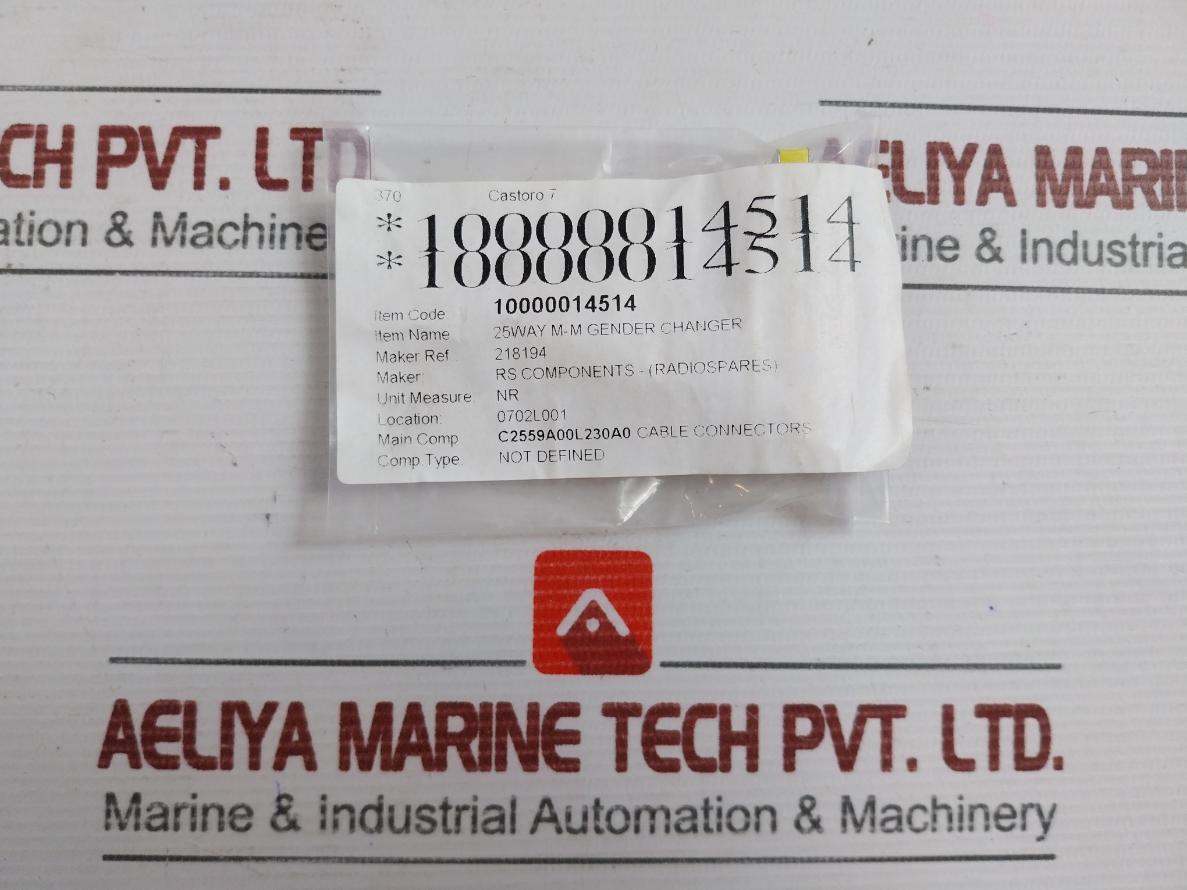 CH PVT. LTD
ation & Machine
AELIYA MARI
rine & Industria
370 Castoro 7
*10000014514
*10000014514
Item Code 10000014514
Item Name 25WAY M-M GENDER CHANGER
Maker Ref 218194
Maker: RS COMPONENTS - (RADIOSPARES)
Unit Measure NR
Location: 0702L001
Main Comp C2559A00L230A0 CABLE CONNECTORS
Comp.Type. NOT DEFINED
AELIYA MARINE TECH PVT. LTD.
Marine & industrial Automation & Machinery